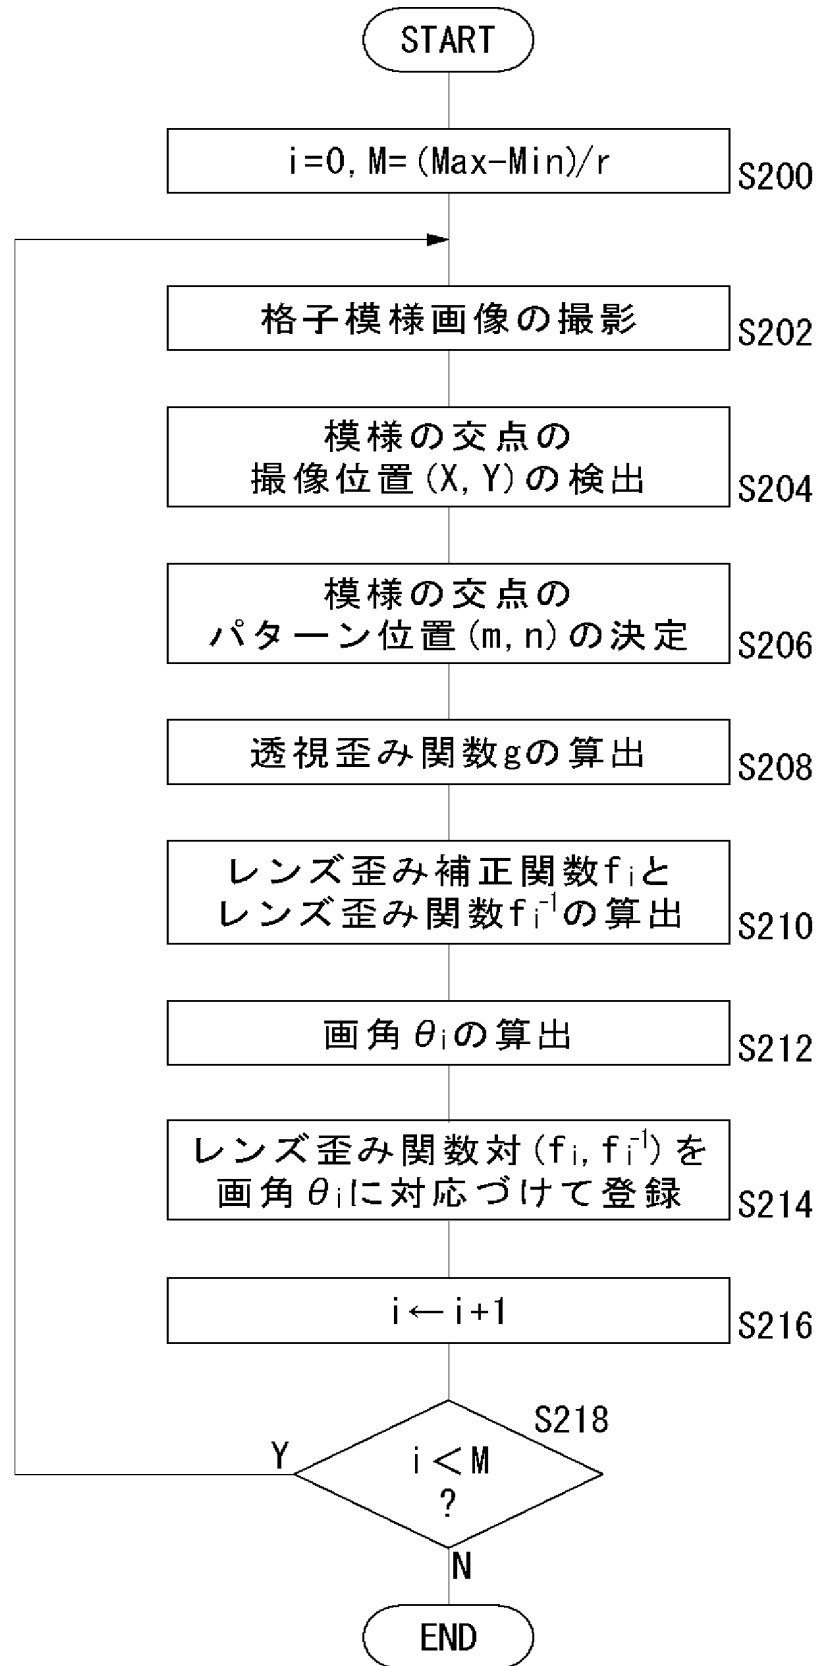 START
i=0,M=(Max-Min)/r
S200
格子模様画像の撮影
S202
模様の交点の
撮像位置(X,Y)の検出
S204
模様の交点の
パターン位置(m,n)の決定
S206
透視歪み関数gの算出
S208
レンズ歪み補正関数fiと
レンズ歪み関数fi⁻¹の算出
S210
画角θiの算出
S212
レンズ歪み関数対(fi,fi⁻¹)を
画角θiに対応づけて登録
S214
i←i+1
S216
S218
Y
i<M
?
N
END